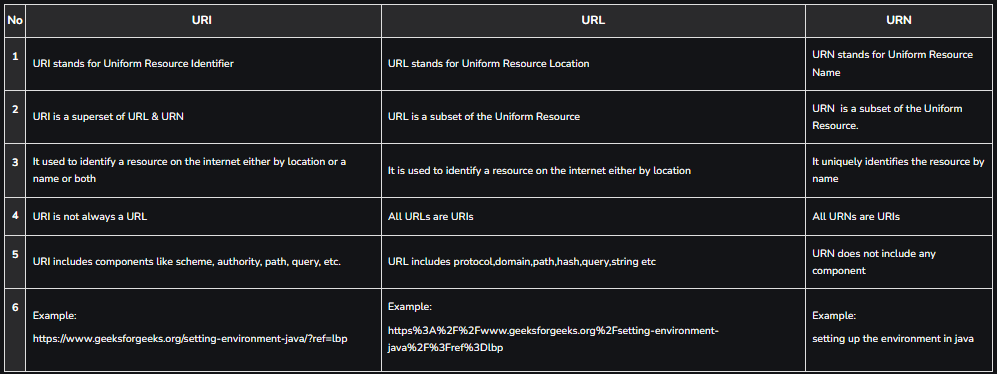 No URI URL URN
1 URI stands for Uniform Resource Identifier URL stands for Uniform Resource Location URN stands for Uniform Resource
Name
2 URI is a superset of URL & URN URL is a subset of the Uniform Resource URN is a subset of the Uniform
Resource.
3 It used to identify a resource on the internet either by location or a
name or both It is used to identify a resource on the internet either by location It uniquely identifies the resource by
name
4 URI is not always a URL All URLs are URIs All URNs are URIs
5 URI includes components like scheme, authority, path, query, etc. URL includes protocol,domain,path,hash,query,string etc URN does not include any
component
6 Example:
https://www.geeksforgeeks.org/setting-environment-java/?ref=lbp
Example:
https%3A%2F%2Fwww.geeksforgeeks.org%2Fsetting-environment-
java%2F%3Fref%3Dlbp
Example:
setting up the environment in java